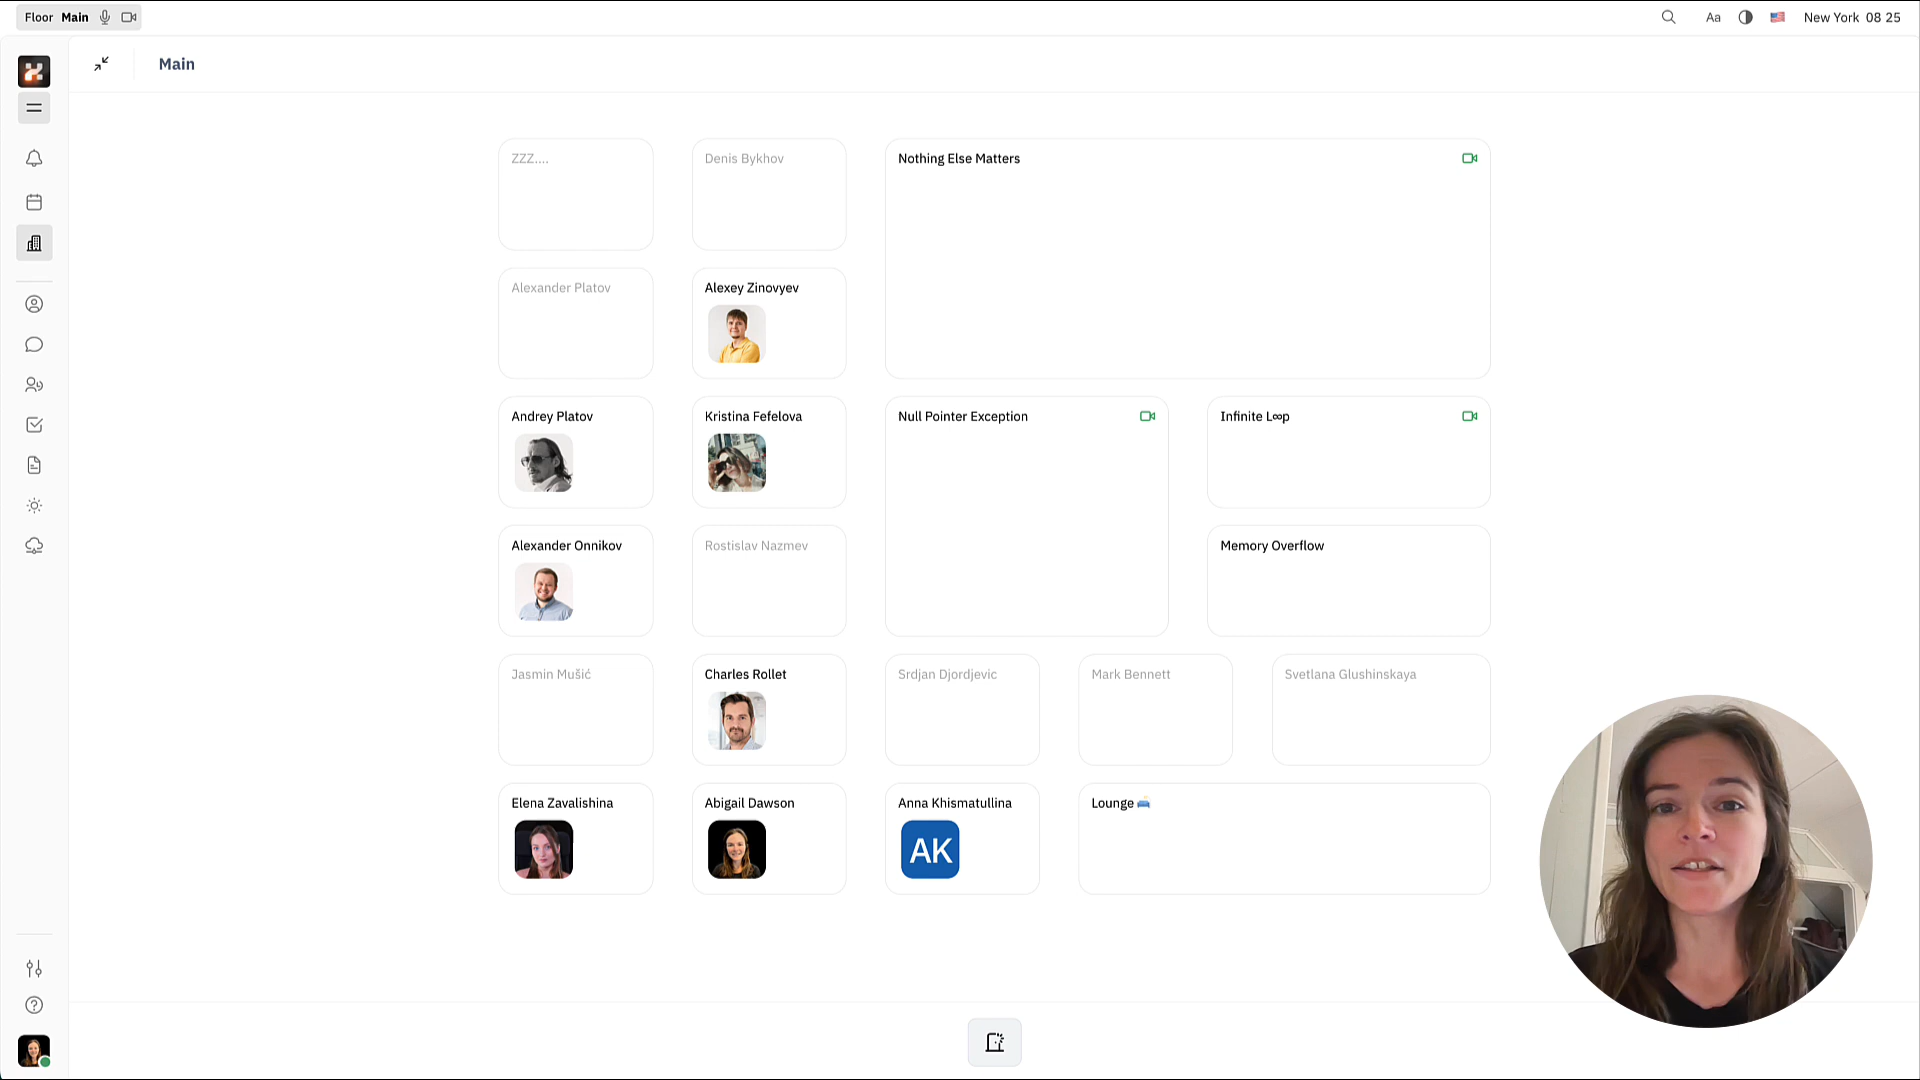 Floor Main
Aa
New York 08 25
Main
ZZZ....
Denis Bykhov
Nothing Else Matters
Alexander Platov
Alexey Zinovyev
Andrey Platov
Kristina Fefelova
Null Pointer Exception
Infinite L∞p
Alexander Onnikov
Rostislav Nazmev
Memory Overflow
Jasmin Mušić
Charles Rollet
Srdjan Djordjevic
Mark Bennett
Svetlana Glushinskaya
Elena Zavalishina
Abigail Dawson
Anna Khismatullina
AK
Lounge 🛋️